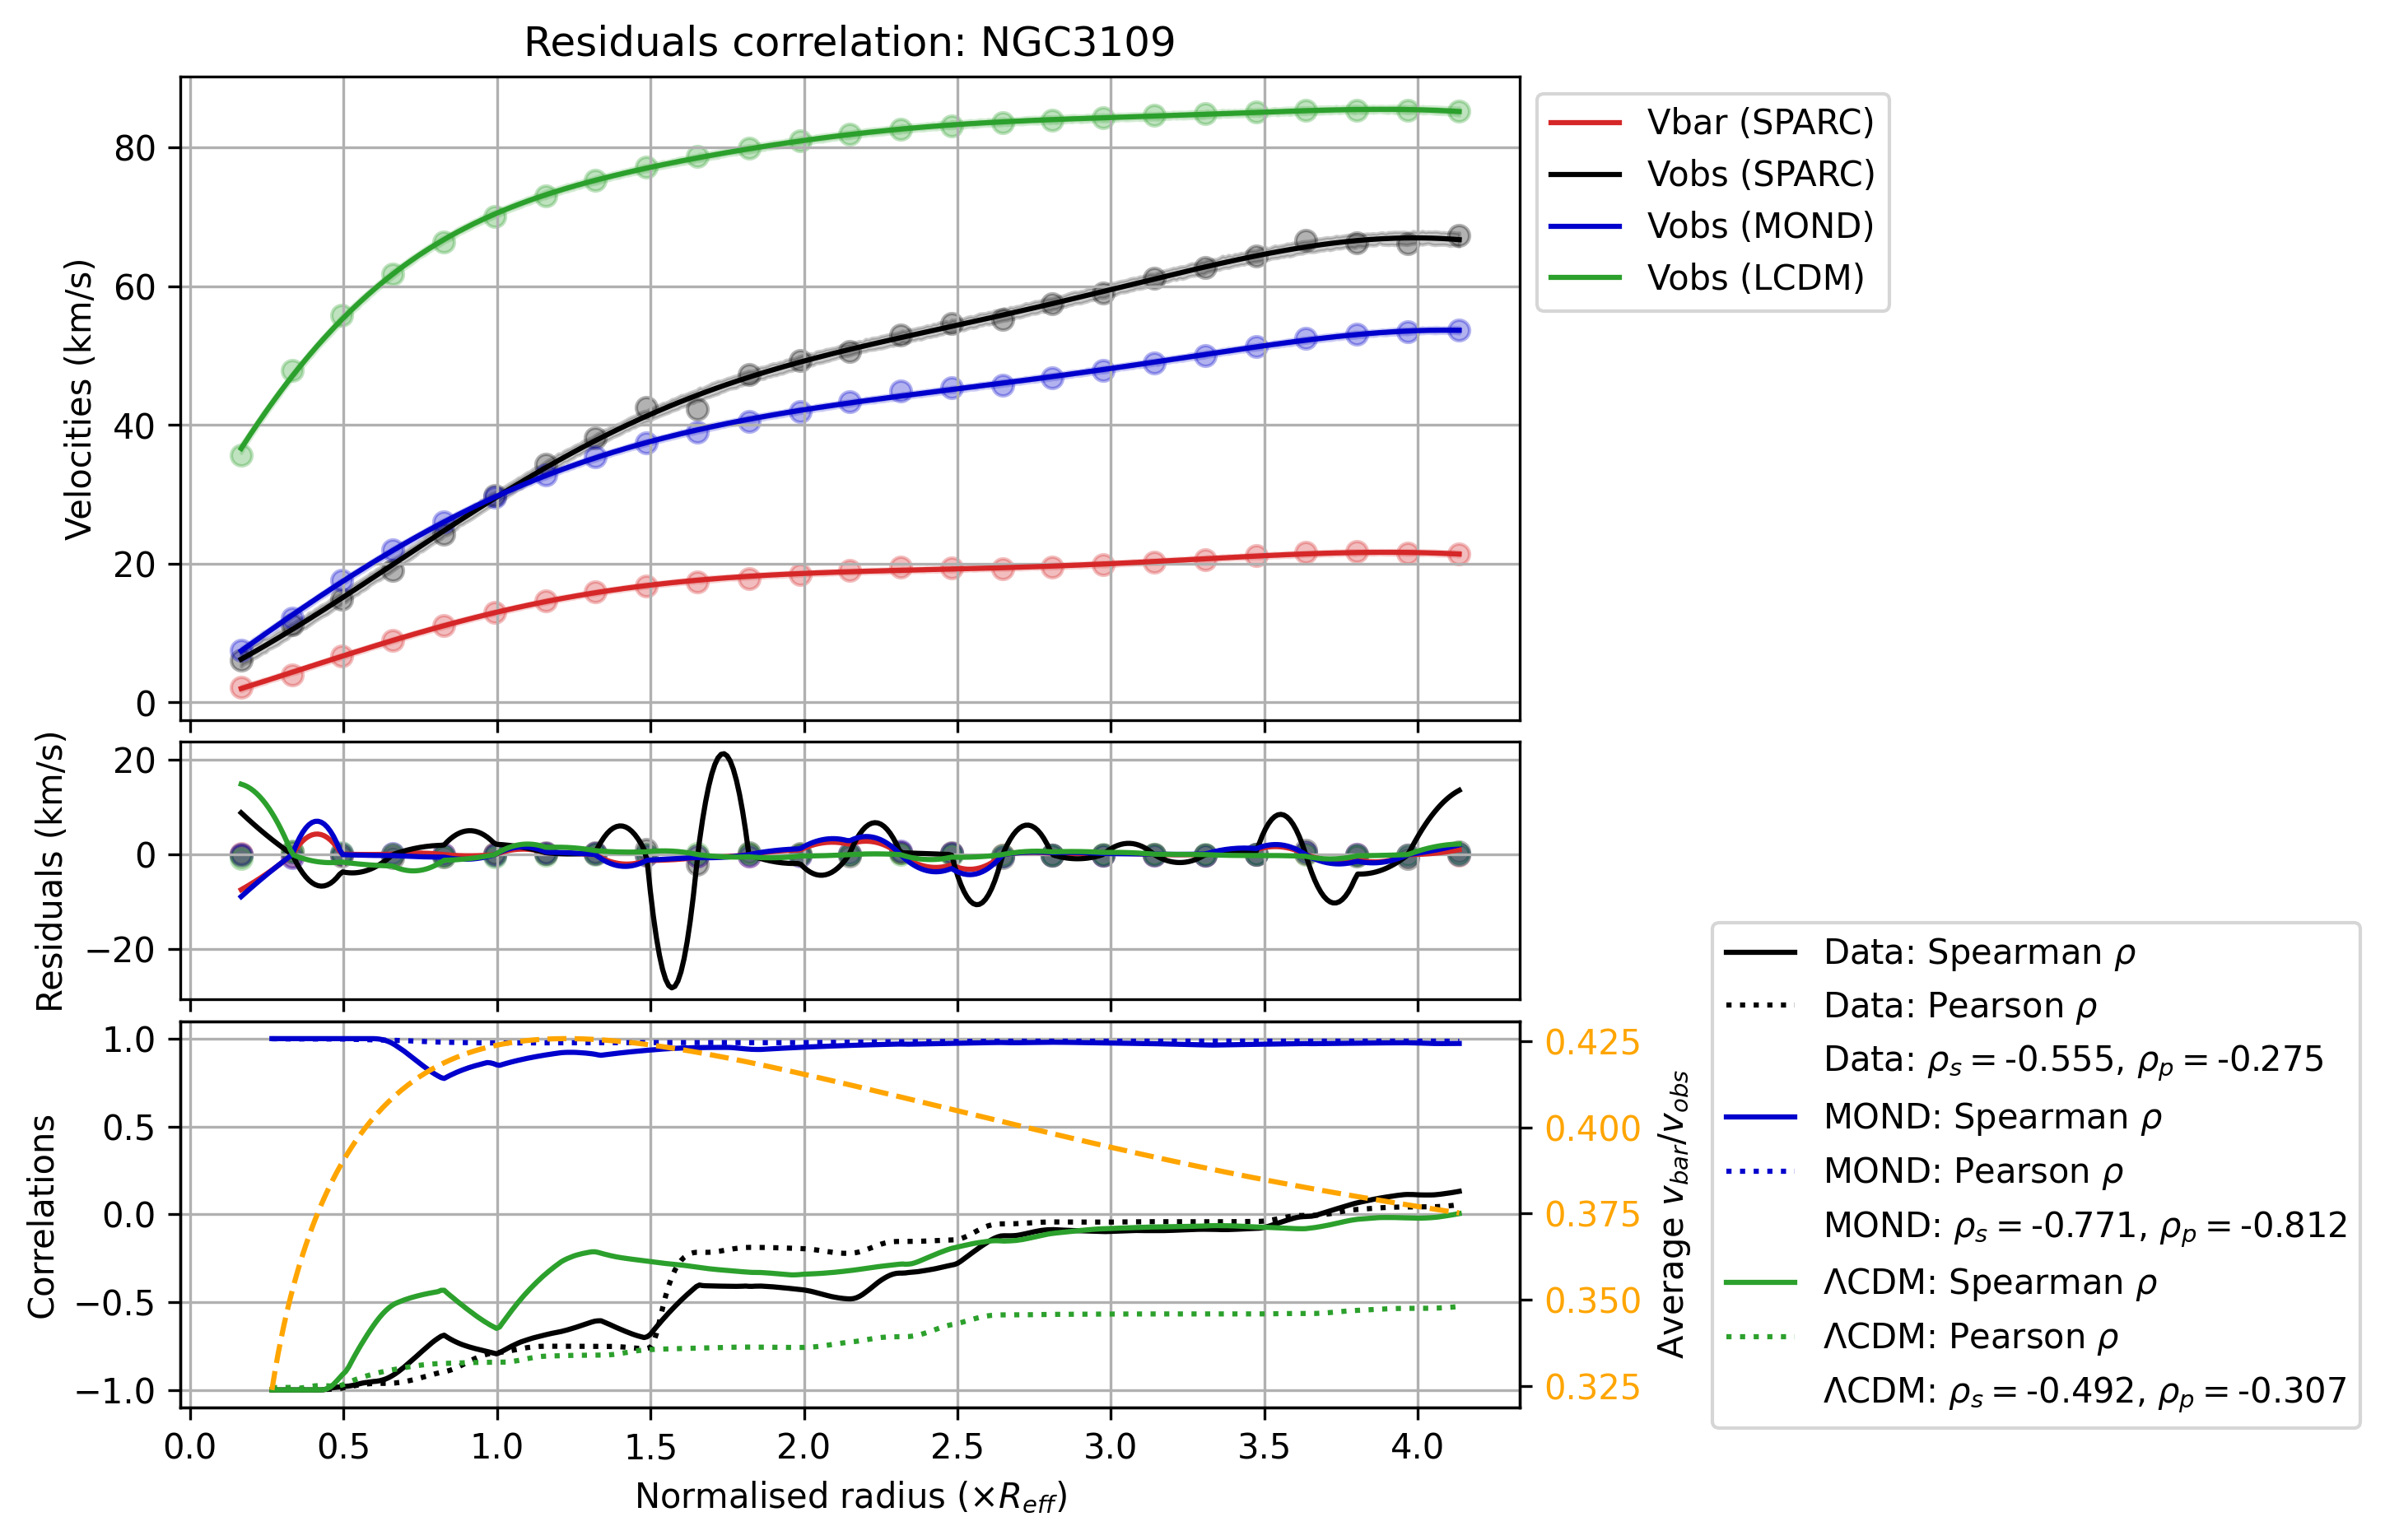 Residuals correlation: NGC3109
Velocities (km/s)
80
60
40
20
0
Vbar (SPARC)
Vobs (SPARC)
Vobs (MOND)
Vobs (LCDM)
Residuals (km/s)
20
0
−20
Correlations
1.0
0.5
0.0
−0.5
−1.0
0.425
0.400
0.375
0.350
0.325
Average v_bar/v_obs
0.0 0.5 1.0 1.5 2.0 2.5 3.0 3.5 4.0
Normalised radius (×R_eff)
Data: Spearman ρ
Data: Pearson ρ
Data: ρ_s = -0.555, ρ_p = -0.275
MOND: Spearman ρ
MOND: Pearson ρ
MOND: ρ_s = -0.771, ρ_p = -0.812
ΛCDM: Spearman ρ
ΛCDM: Pearson ρ
ΛCDM: ρ_s = -0.492, ρ_p = -0.307